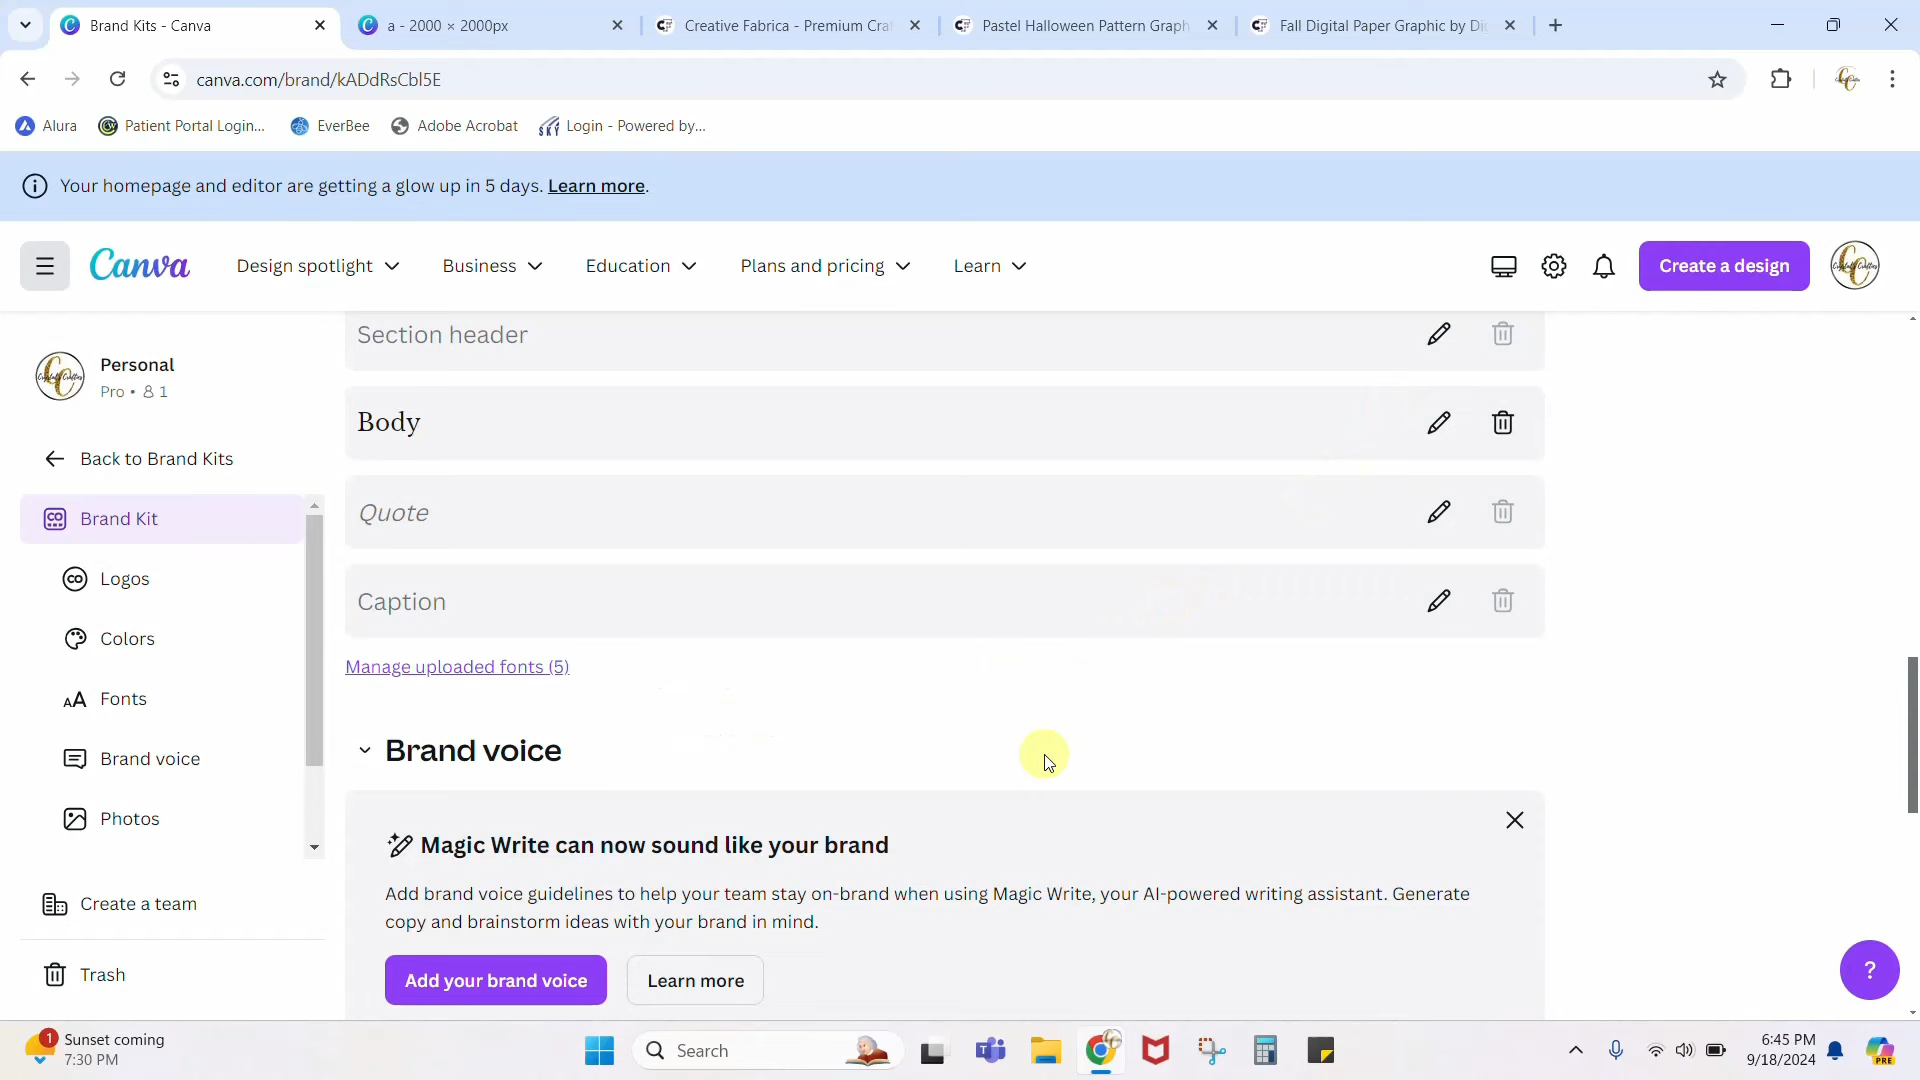 Brand Kits - Canva
a - 2000 × 2000px
Creative Fabrica - Premium Cra
Pastel Halloween Pattern Graph
Fall Digital Paper Graphic by Di
canva.com/brand/kADdRsCbl5E
Alura
Patient Portal Login...
EverBee
Adobe Acrobat
Login - Powered by...
Your homepage and editor are getting a glow up in 5 days. Learn more.
Canva
Design spotlight
Business
Education
Plans and pricing
Learn
Create a design
Personal
Pro • 1
Back to Brand Kits
Brand Kit
Logos
Colors
Fonts
Brand voice
Photos
Create a team
Trash
Section header
Body
Quote
Caption
Manage uploaded fonts (5)
Brand voice
Magic Write can now sound like your brand
Add brand voice guidelines to help your team stay on-brand when using Magic Write, your AI-powered writing assistant. Generate
copy and brainstorm ideas with your brand in mind.
Add your brand voice
Learn more
?
1
Sunset coming
7:30 PM
Search
6:45 PM
9/18/2024
PRE